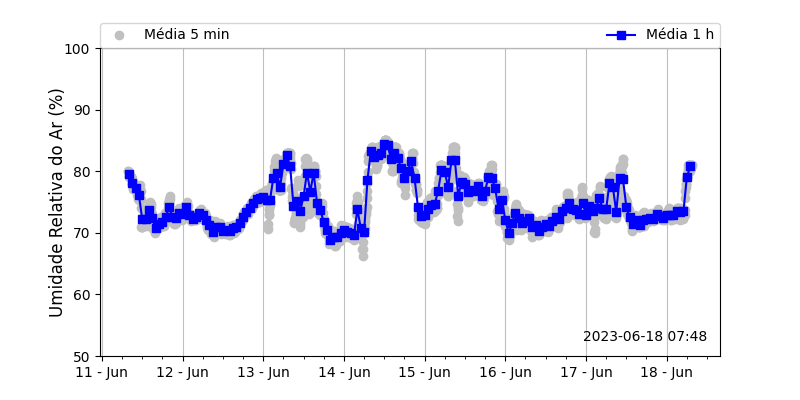 Média 5 min
Média 1 h
Umidade Relativa do Ar (%)
100
90
80
70
60
50
2023-06-18 07:48
11 - Jun
12 - Jun
13 - Jun
14 - Jun
15 - Jun
16 - Jun
17 - Jun
18 - Jun